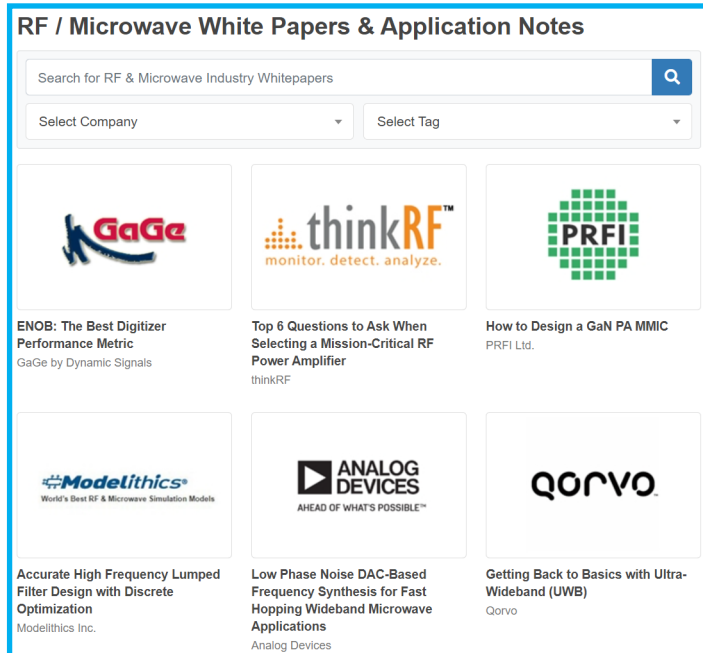 RF / Microwave White Papers & Application Notes
Search for RF & Microwave Industry Whitepapers
Select Company
Select Tag
GaGe
thinkRF™
monitor. detect. analyze.
PRFI
ENOB: The Best Digitizer
Performance Metric
GaGe by Dynamic Signals
Top 6 Questions to Ask When
Selecting a Mission-Critical RF
Power Amplifier
thinkRF
How to Design a GaN PA MMIC
PRFI Ltd.
Modelithics®
World's Best RF & Microwave Simulation Models
ANALOG
DEVICES
AHEAD OF WHAT'S POSSIBLE™
QORVO
Accurate High Frequency Lumped
Filter Design with Discrete
Optimization
Modelithics Inc.
Low Phase Noise DAC-Based
Frequency Synthesis for Fast
Hopping Wideband Microwave
Applications
Analog Devices
Getting Back to Basics with Ultra-
Wideband (UWB)
Qorvo